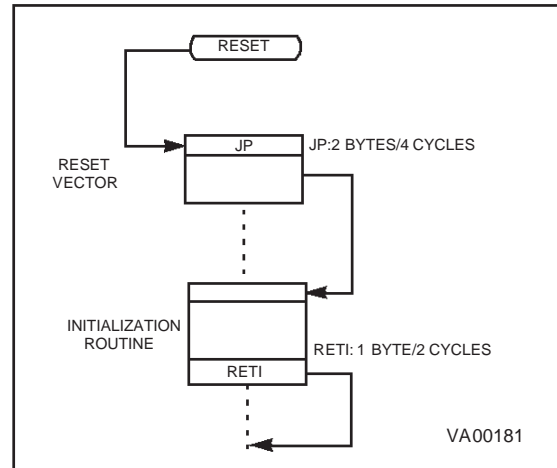 RESET
JP
JP:2 BYTES/4 CYCLES
RESET
VECTOR
INITIALIZATION
ROUTINE
RETI: 1 BYTE/2 CYCLES
RETI
VA00181